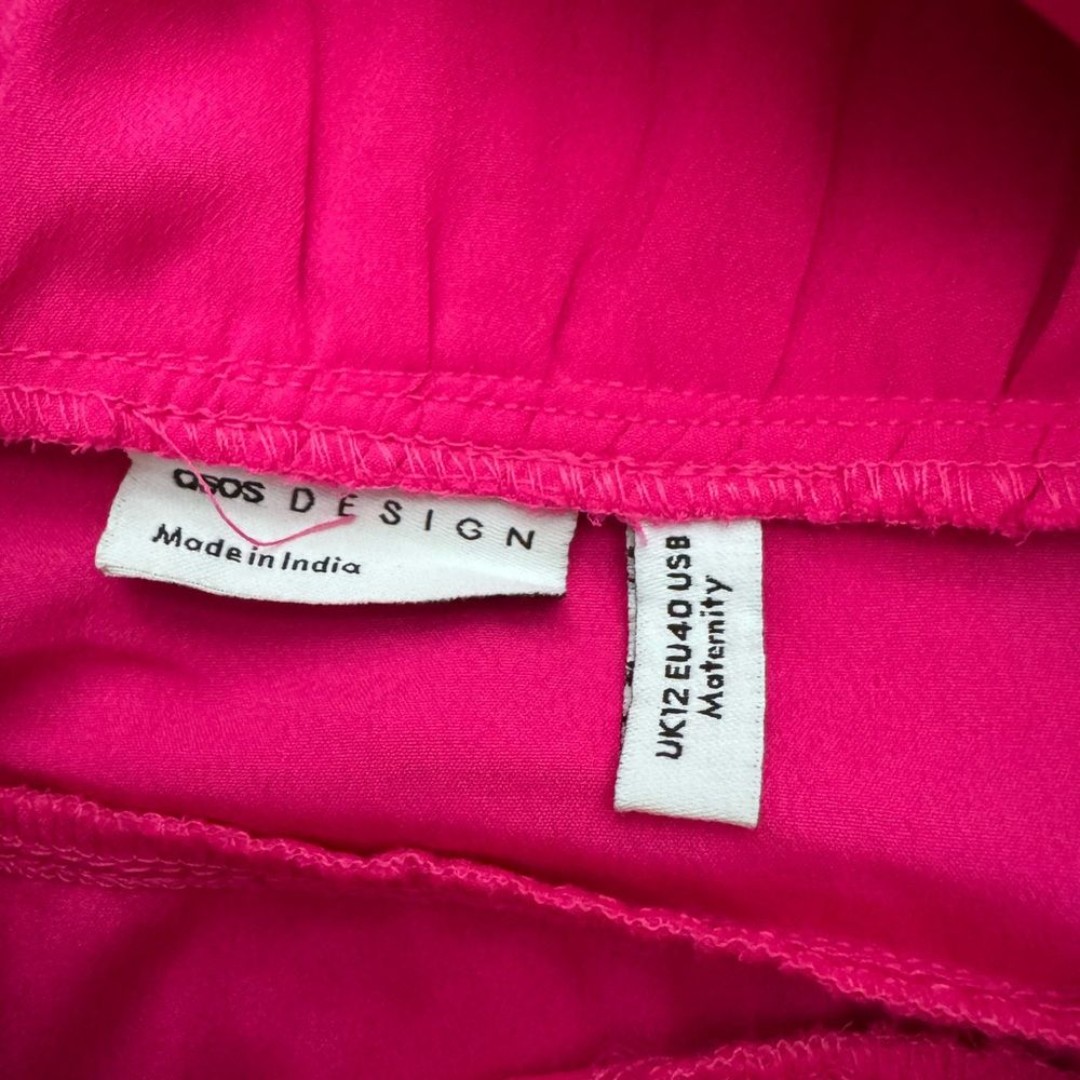 asos DESIGN
Made in India
UK12 EU40 US8
Maternity